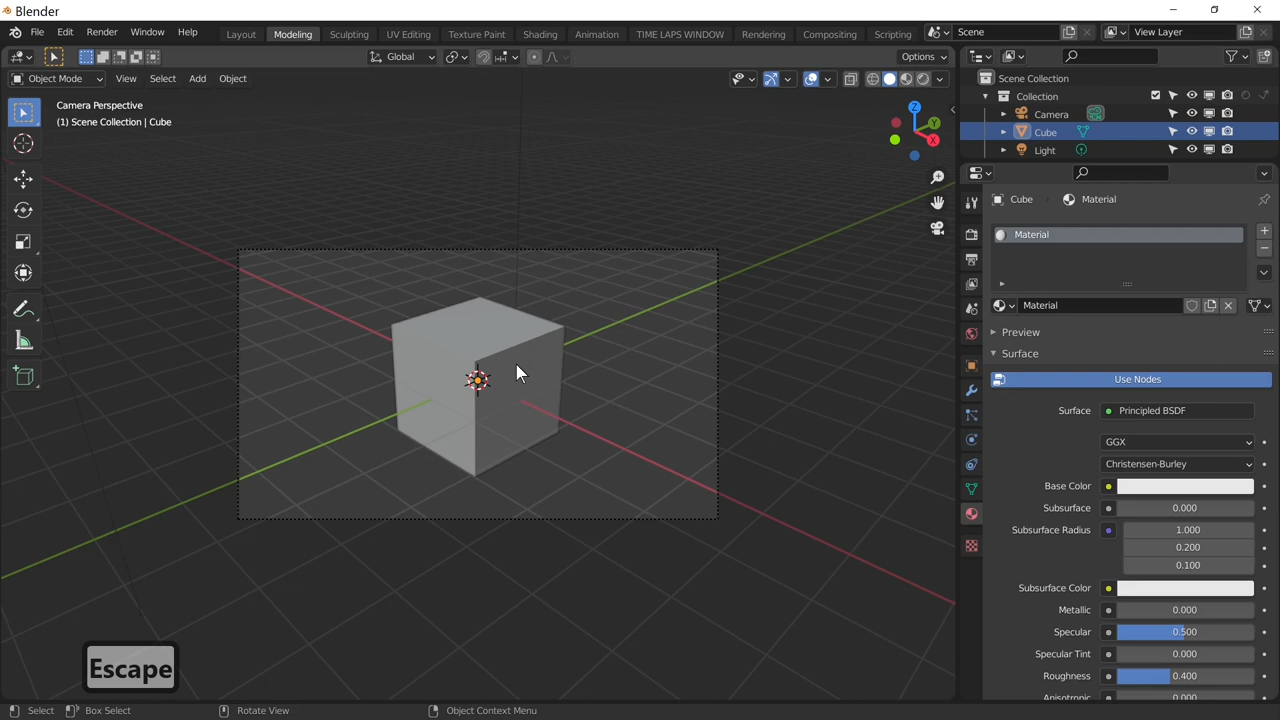 Blender
File Edit Render Window Help Layout Modeling Sculpting UV Editing Texture Paint Shading Animation TIME LAPS WINDOW Rendering Compositing Scripting Scene View Layer
Global Options
Object Mode View Select Add Object
Camera Perspective
(1) Scene Collection | Cube
X
Y
Z
Scene Collection
Collection
Camera
Cube
Light
Cube Material
Material
Material
Preview
Surface
Use Nodes
Surface Principled BSDF
GGX
Christensen-Burley
Base Color
Subsurface 0.000
Subsurface Radius 1.000
0.200
0.100
Subsurface Color
Metallic 0.000
Specular 0.500
Specular Tint 0.000
Roughness 0.400
Anisotropic 0.000
Escape
Select Box Select Rotate View Object Context Menu